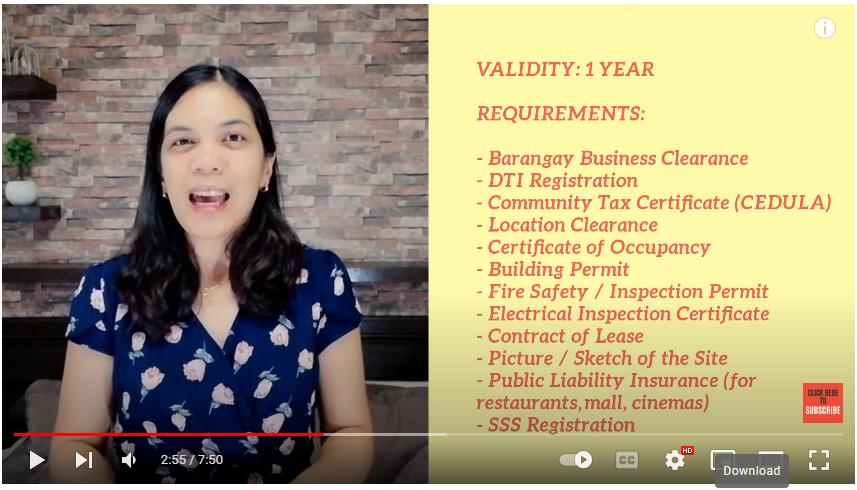 VALIDITY: 1 YEAR
REQUIREMENTS:
- Barangay Business Clearance
- DTI Registration
- Community Tax Certificate (CEDULA)
- Location Clearance
- Certificate of Occupancy
- Building Permit
- Fire Safety / Inspection Permit
- Electrical Inspection Certificate
- Contract of Lease
- Picture / Sketch of the Site
- Public Liability Insurance (for
restaurants,mall, cinemas)
- SSS Registration
CLICK HERE
TO
SUBSCRIBE
2:55 / 7:50
CC
HD
Download